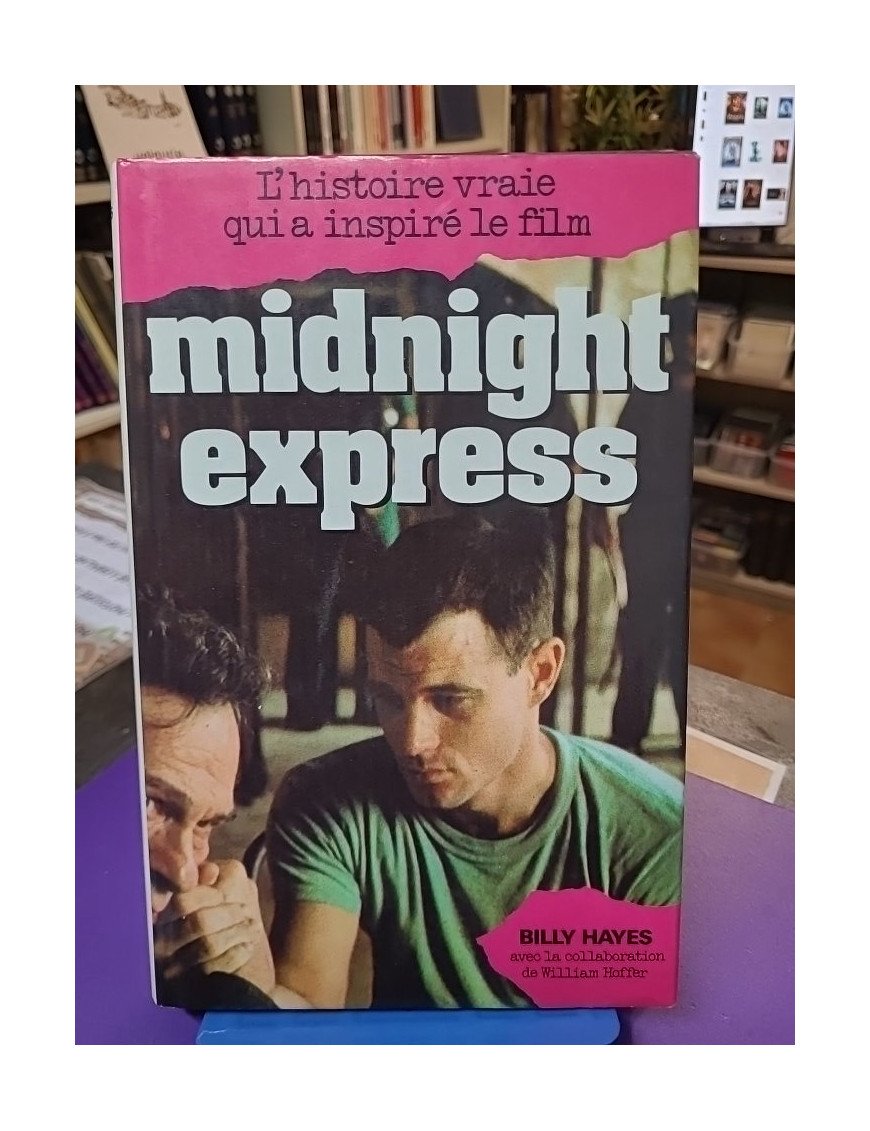 L'histoire vraie
qui a inspiré le film
midnight
express
BILLY HAYES
avec la collaboration
de William Hoffer